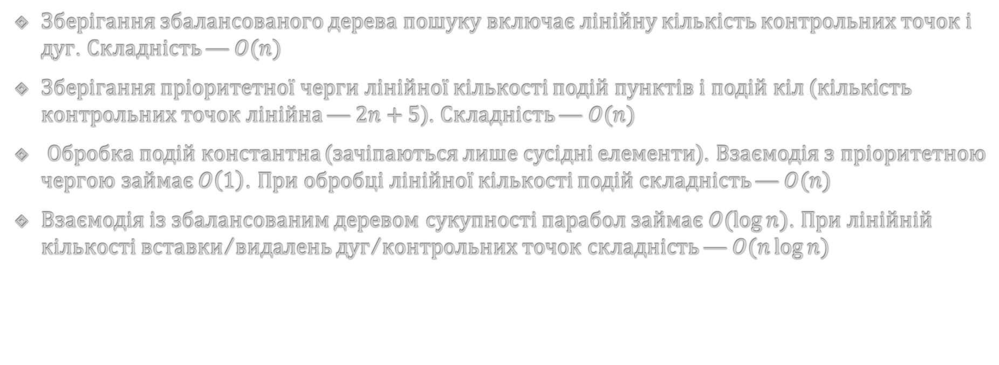 ❖ Зберігання збалансованого дерева пошуку включає лінійну кількість контрольних точок і
дуг. Складність — O(n)
❖ Зберігання пріоритетної черги лінійної кількості подій пунктів і подій кіл (кількість
контрольних точок лінійна — 2n + 5). Складність — O(n)
❖ Обробка подій константна (зачіпаються лише сусідні елементи). Взаємодія з пріоритетною
чергою займає O(1). При обробці лінійної кількості подій складність — O(n)
❖ Взаємодія із збалансованим деревом сукупності парабол займає O(log n). При лінійній
кількості вставки/видалень дуг/контрольних точок складність — O(n log n)